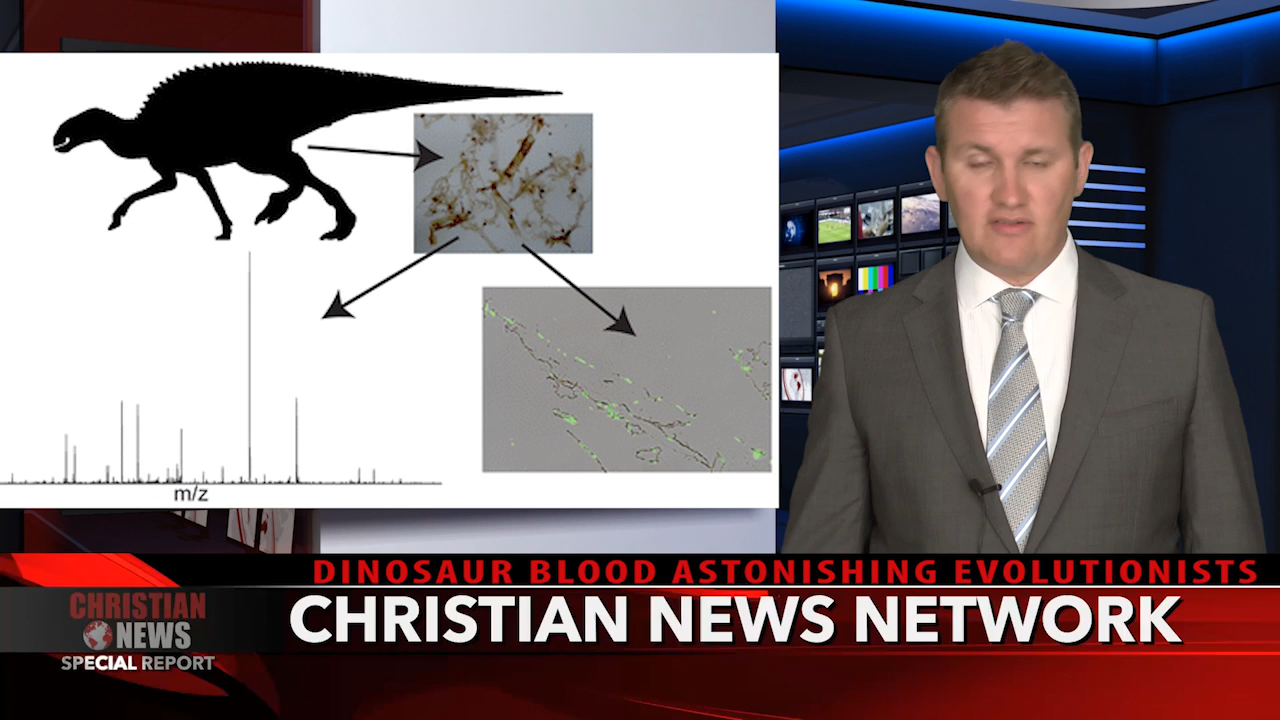 m/z
DINOSAUR BLOOD ASTONISHING EVOLUTIONISTS
CHRISTIAN NEWS NETWORK
CHRISTIAN
NEWS
SPECIAL REPORT